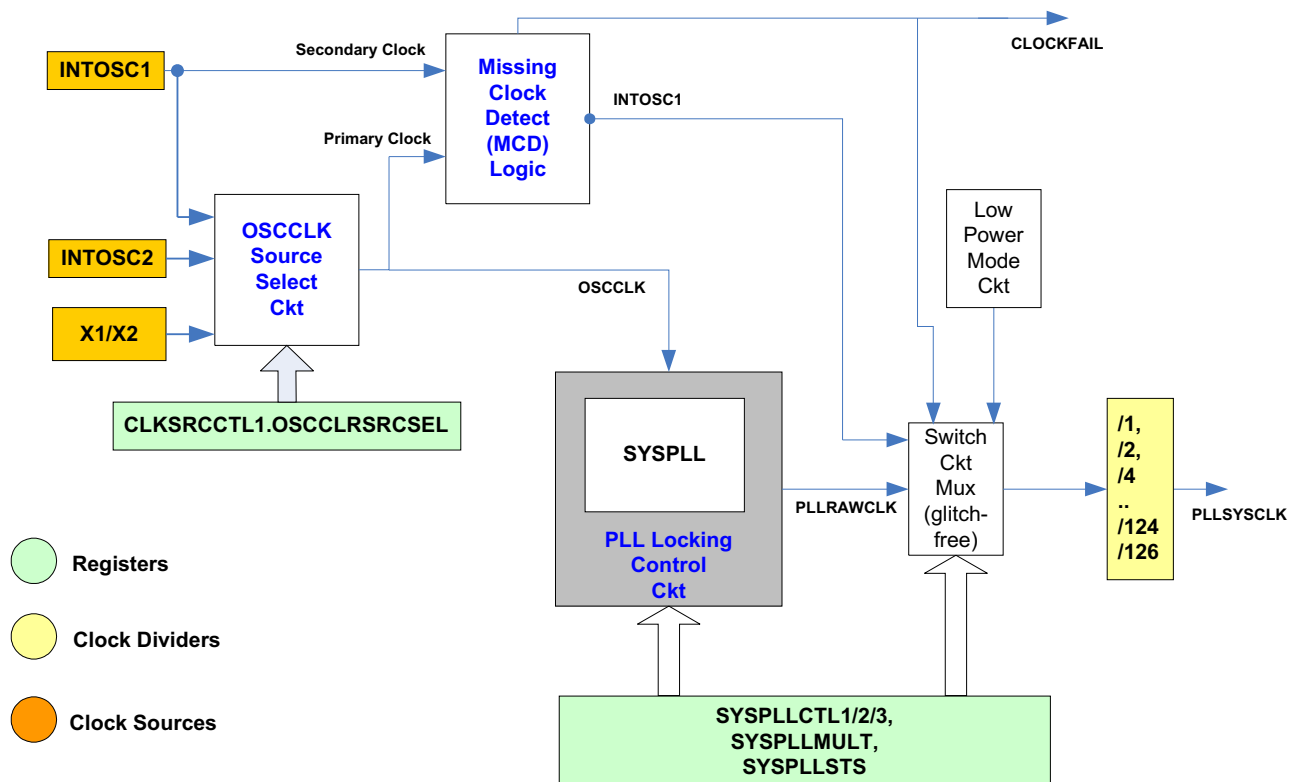 CLOCKFAIL
Secondary Clock
INTOSC1
Missing
Clock
Detect
(MCD)
Logic
INTOSC1
Primary Clock
OSCCLK
Source
Select
Ckt
INTOSC2
X1/X2
OSCCLK
Low
Power
Mode
Ckt
CLKSRCCTL1.OSCCLRSRCSEL
SYSPLL
PLL Locking
Control
Ckt
PLLRAWCLK
Switch
Ckt
Mux
(glitch-
free)
/1,
/2,
/4
..
/124
/126
PLLSYSCLK
Registers
Clock Dividers
Clock Sources
SYSPLLCTL1/2/3,
SYSPLLMULT,
SYSPLLSTS